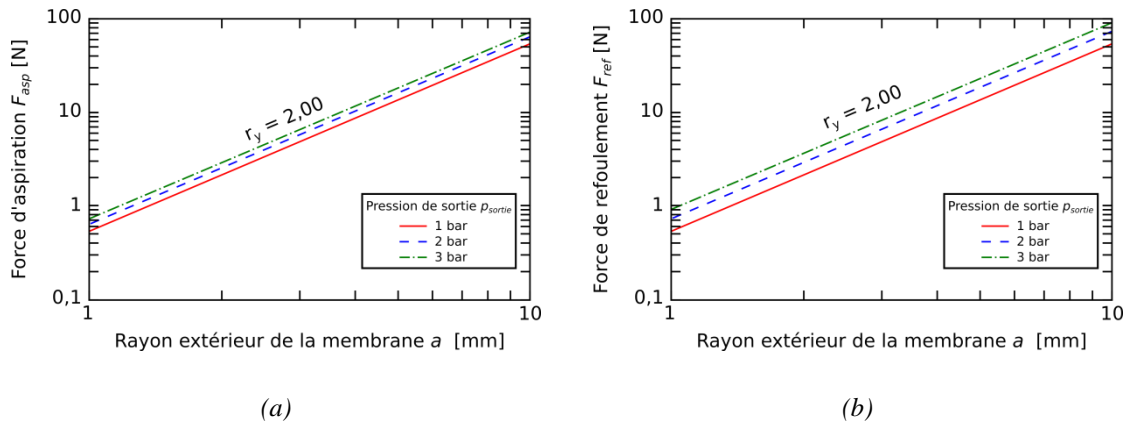 100
10
1
0,1
Force d'aspiration F_asp [N]
r_y = 2,00
Pression de sortie p_sortie
1 bar
2 bar
3 bar
1
10
Rayon extérieur de la membrane a [mm]
(a)
100
10
1
0,1
Force de refoulement F_ref [N]
r_y = 2,00
Pression de sortie p_sortie
1 bar
2 bar
3 bar
1
10
Rayon extérieur de la membrane a [mm]
(b)